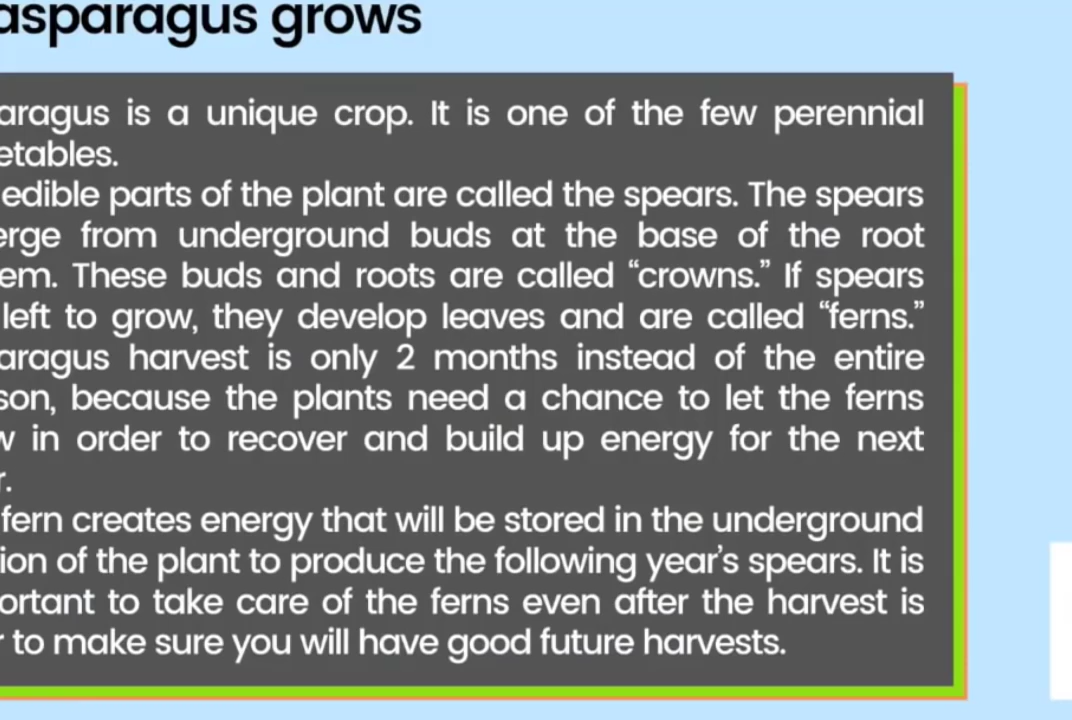 asparagus grows
aragus is a unique crop. It is one of the few perennial
etables.
edible parts of the plant are called the spears. The spears
erge from underground buds at the base of the root
em. These buds and roots are called “crowns.” If spears
left to grow, they develop leaves and are called “ferns.”
aragus harvest is only 2 months instead of the entire
son, because the plants need a chance to let the ferns
w in order to recover and build up energy for the next
r.
fern creates energy that will be stored in the underground
ion of the plant to produce the following year’s spears. It is
ortant to take care of the ferns even after the harvest is
r to make sure you will have good future harvests.